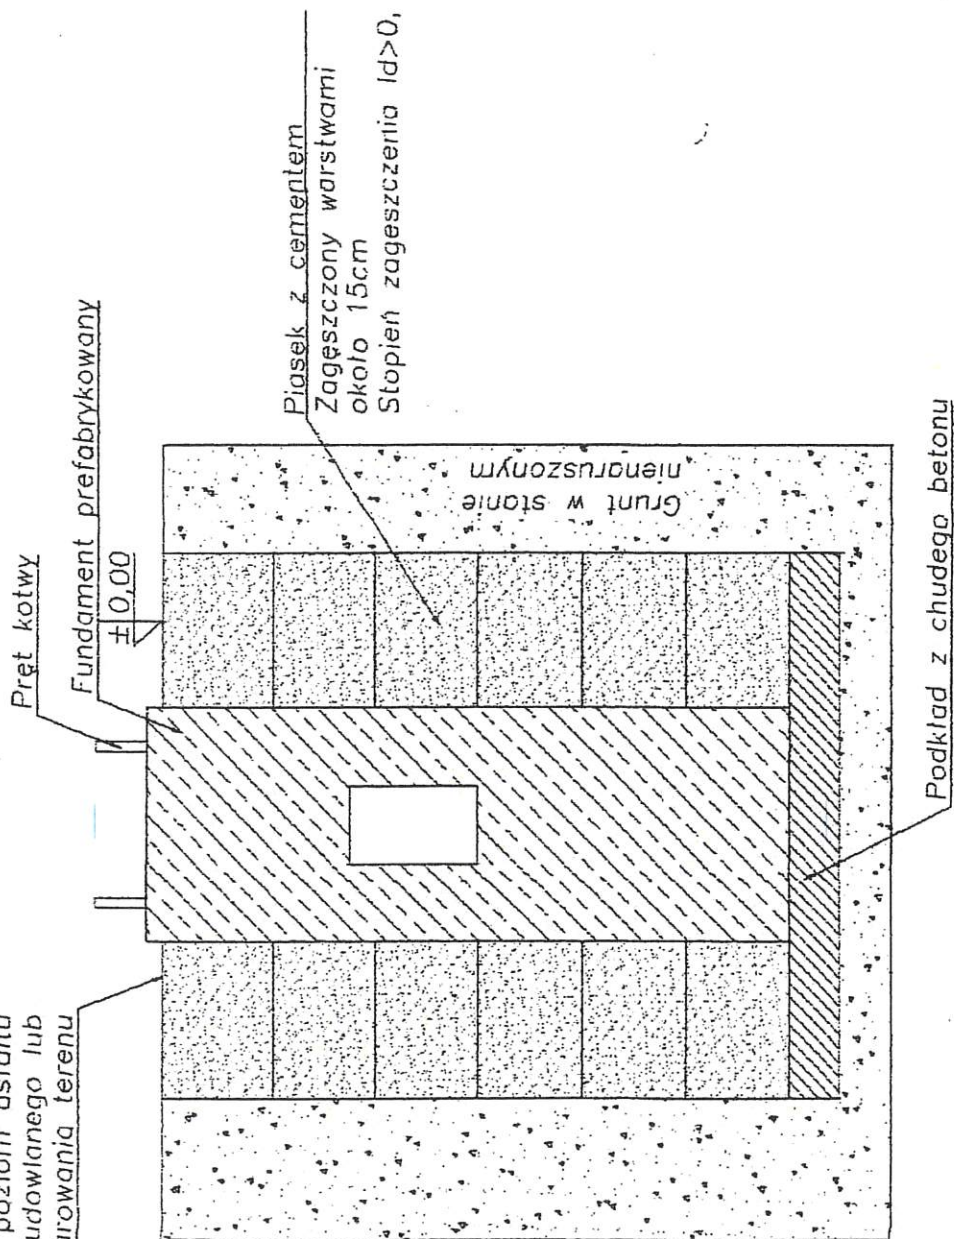 Pręt kotwy
Fundament prefabrykowany
±0,00
Piasek z cementem
Zagęszczony warstwami
około 15cm
Stopień zagęszczenia Id>0,
poziom asfaltu
udowlanego lub
urowania terenu
Grunt w stanie
nienaruszonym
Podkład z chudego betonu